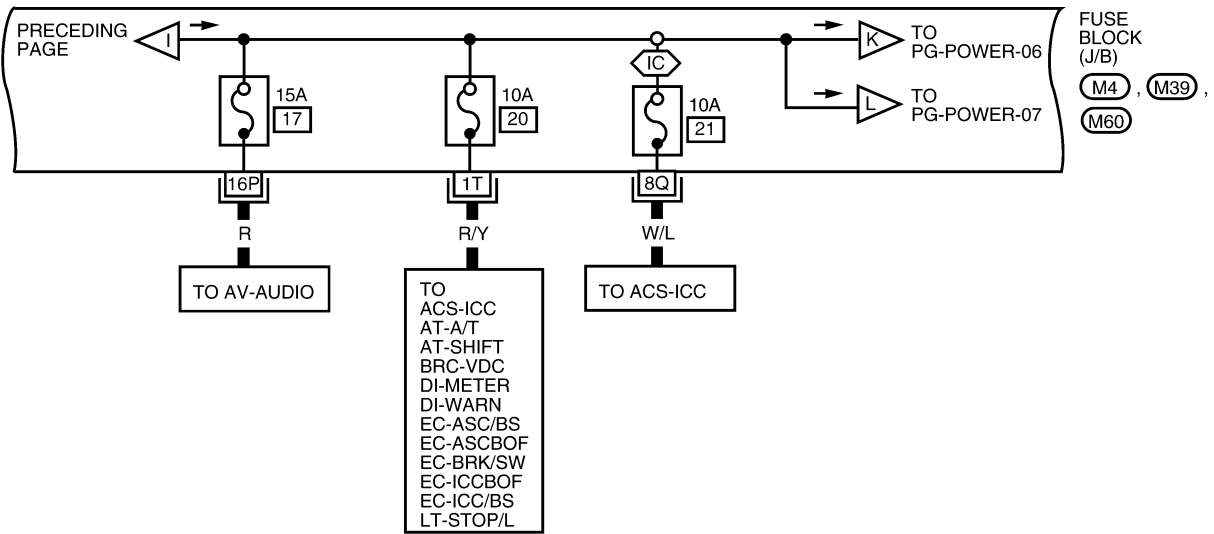 PRECEDING
PAGE
I
K
TO
PG-POWER-06
L
TO
PG-POWER-07
FUSE
BLOCK
(J/B)
M4 , M39 ,
M60
15A
17
10A
20
IC
10A
21
16P
1T
8Q
R
R/Y
W/L
TO AV-AUDIO
TO
ACS-ICC
AT-A/T
AT-SHIFT
BRC-VDC
DI-METER
DI-WARN
EC-ASC/BS
EC-ASCBOF
EC-BRK/SW
EC-ICCBOF
EC-ICC/BS
LT-STOP/L
TO ACS-ICC